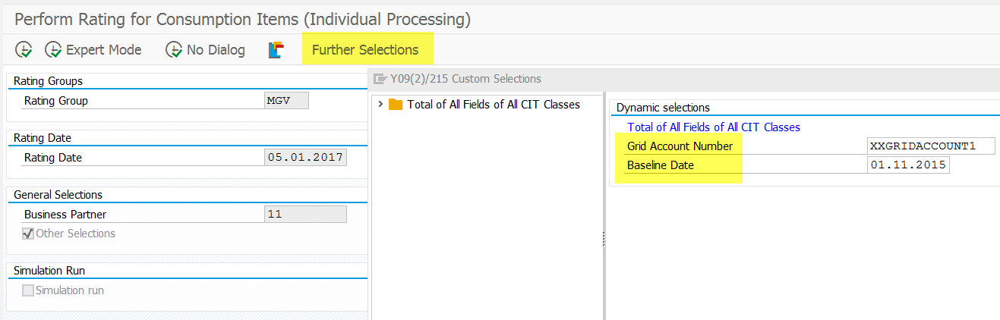 Perform Rating for Consumption Items (Individual Processing)
Expert Mode No Dialog Further Selections
Rating Groups
Rating Group MGV
Rating Date
Rating Date 05.01.2017
General Selections
Business Partner 11
Other Selections
Simulation Run
Simulation run
Y09(2)/215 Custom Selections
Total of All Fields of All CIT Classes
Dynamic selections
Total of All Fields of All CIT Classes
Grid Account Number XXGRIDACCOUNT1
Baseline Date 01.11.2015